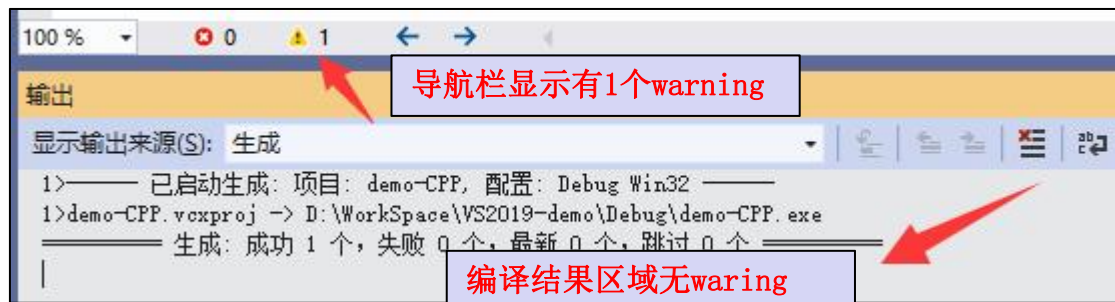 100 % 0 1
导航栏显示有1个warning
输出
显示输出来源(S): 生成
1>—— 已启动生成: 项目: demo-CPP, 配置: Debug Win32 ——
1>demo-CPP.vcxproj -> D:\WorkSpace\VS2019-demo\Debug\demo-CPP.exe
========== 生成: 成功 1 个，失败 0 个，最新 0 个，跳过 0 个 ==========
编译结果区域无waring